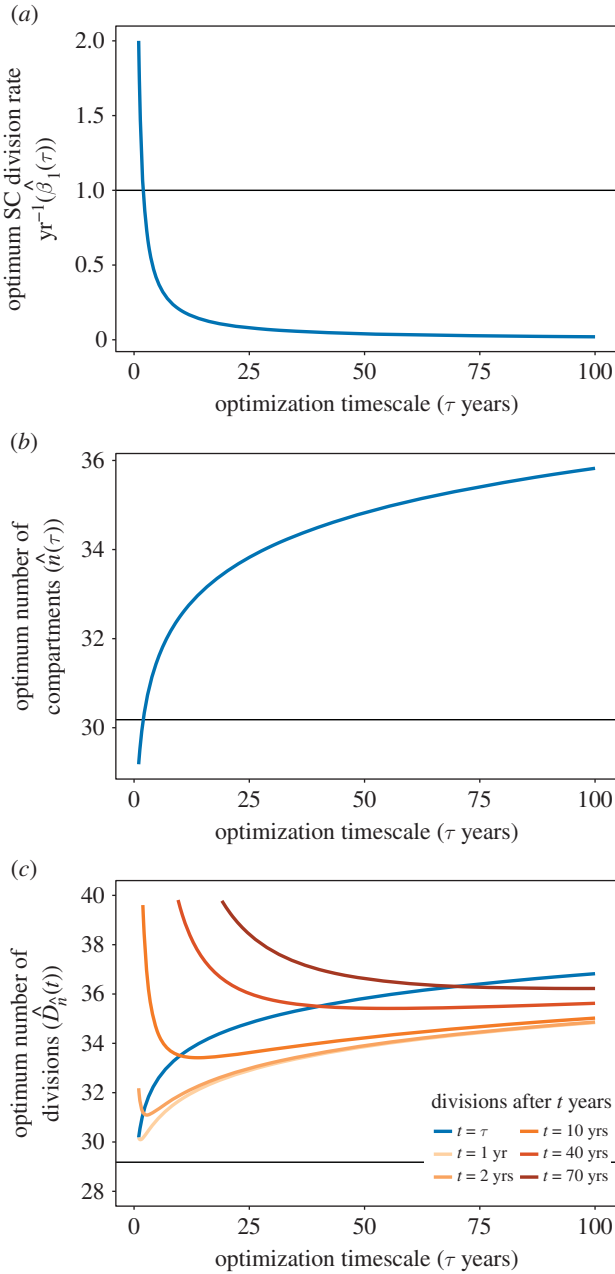 (a)
optimum SC division rate
yr⁻¹(β̂₁(τ))
2.0
1.5
1.0
0.5
0
0 25 50 75 100
optimization timescale (τ years)
(b)
optimum number of
compartments (n̂(τ))
36
34
32
30
0 25 50 75 100
optimization timescale (τ years)
(c)
optimum number of
divisions (D̂n̂(t))
40
38
36
34
32
30
28
divisions after t years
t = τ t = 10 yrs
t = 1 yr t = 40 yrs
t = 2 yrs t = 70 yrs
0 25 50 75 100
optimization timescale (τ years)